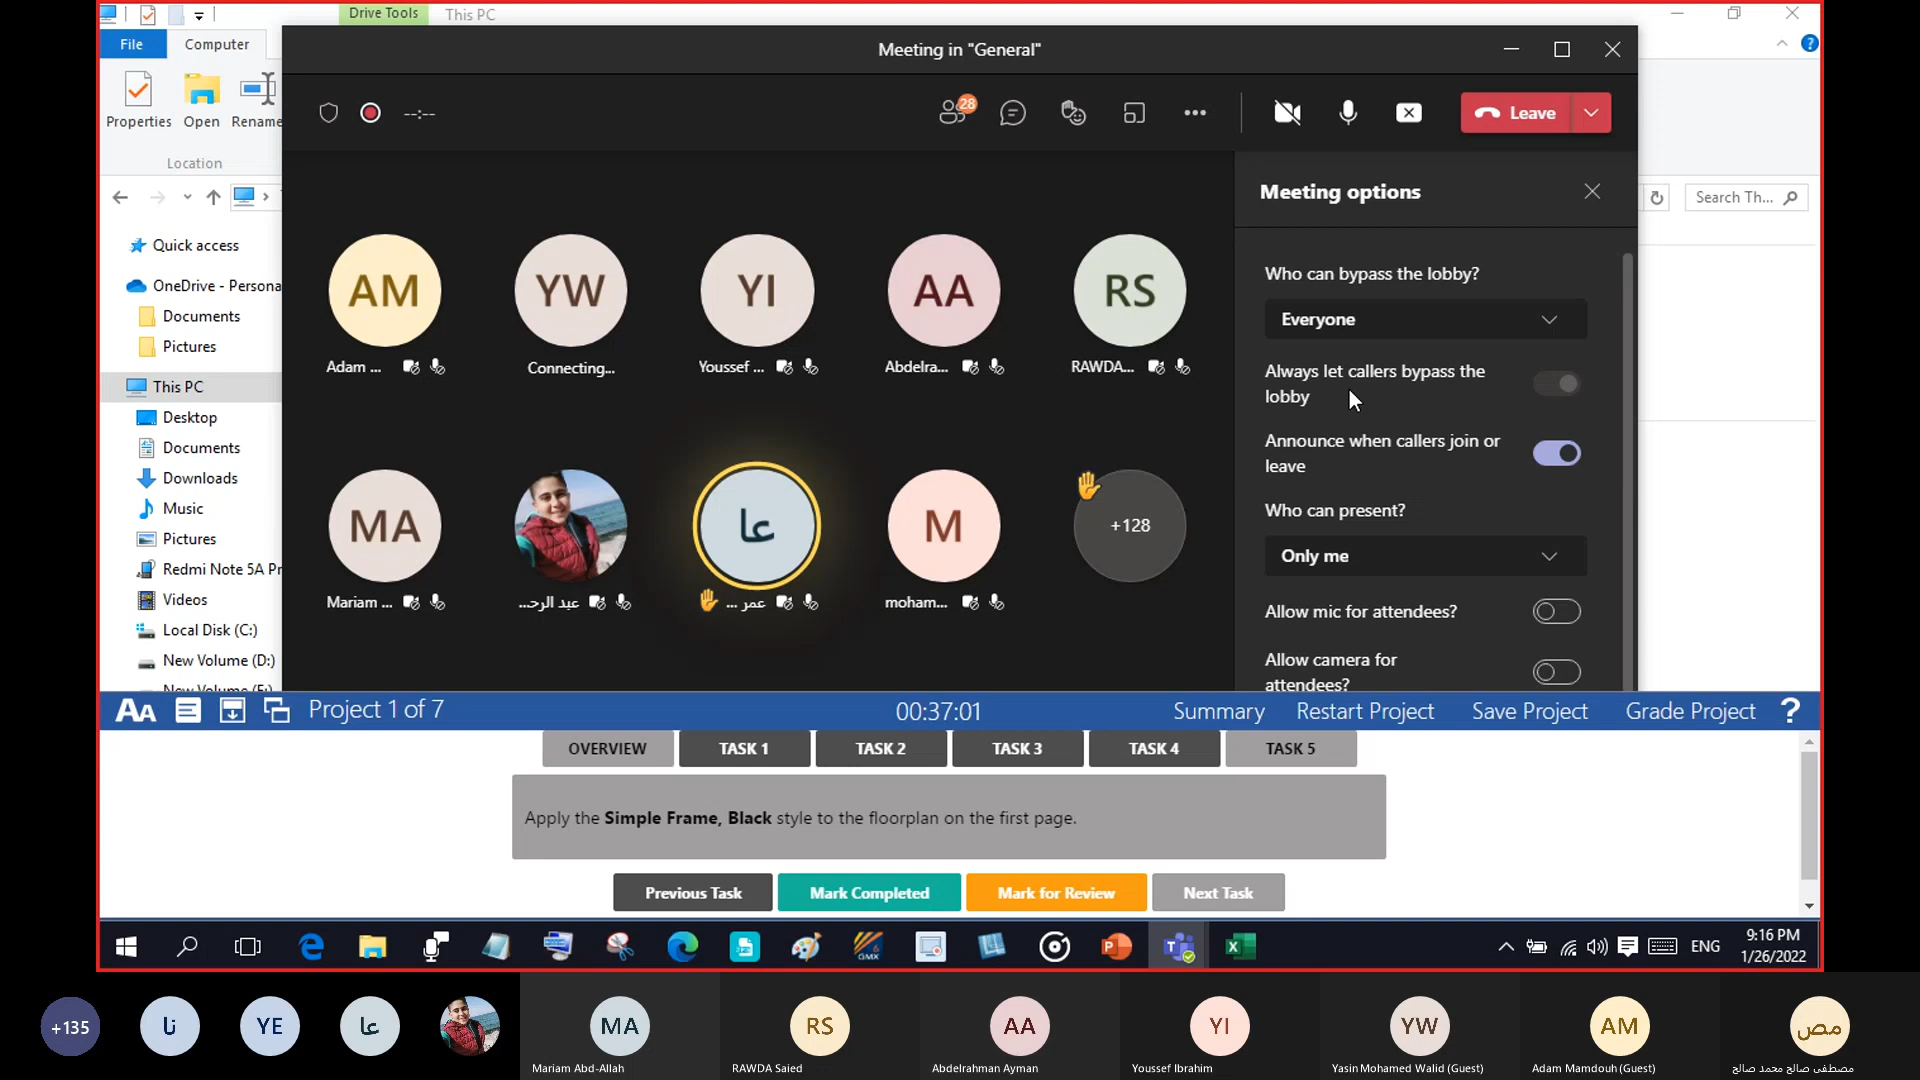 Drive Tools
This PC
File
Computer
Meeting in "General"
Properties
Open
Rename
Location
--:--
28
Leave
Search Th...
Meeting options
Quick access
OneDrive - Persona
Documents
Pictures
This PC
Desktop
Documents
Downloads
Music
Pictures
Redmi Note 5A Pr
Videos
Local Disk (C:)
New Volume (D:)
AM
YW
YI
AA
RS
Adam ...
Connecting...
Youssef ...
Abdelra...
RAWDA...
MA
عا
M
+128
Mariam ...
عبد الرحـ...
عمر ...
moham...
Who can bypass the lobby?
Everyone
Always let callers bypass the
lobby
Announce when callers join or
leave
Who can present?
Only me
Allow mic for attendees?
Allow camera for
attendees?
Project 1 of 7
00:37:01
Summary
Restart Project
Save Project
Grade Project
?
OVERVIEW
TASK 1
TASK 2
TASK 3
TASK 4
TASK 5
Apply the Simple Frame, Black style to the floorplan on the first page.
Previous Task
Mark Completed
Mark for Review
Next Task
GMX
ENG
9:16 PM
1/26/2022
+135
نا
YE
عا
MA
RS
AA
YI
YW
AM
مص
Mariam Abd-Allah
RAWDA Saied
Abdelrahman Ayman
Youssef Ibrahim
Yasin Mohamed Walid (Guest)
Adam Mamdouh (Guest)
مصطفى صالح محمد صالح